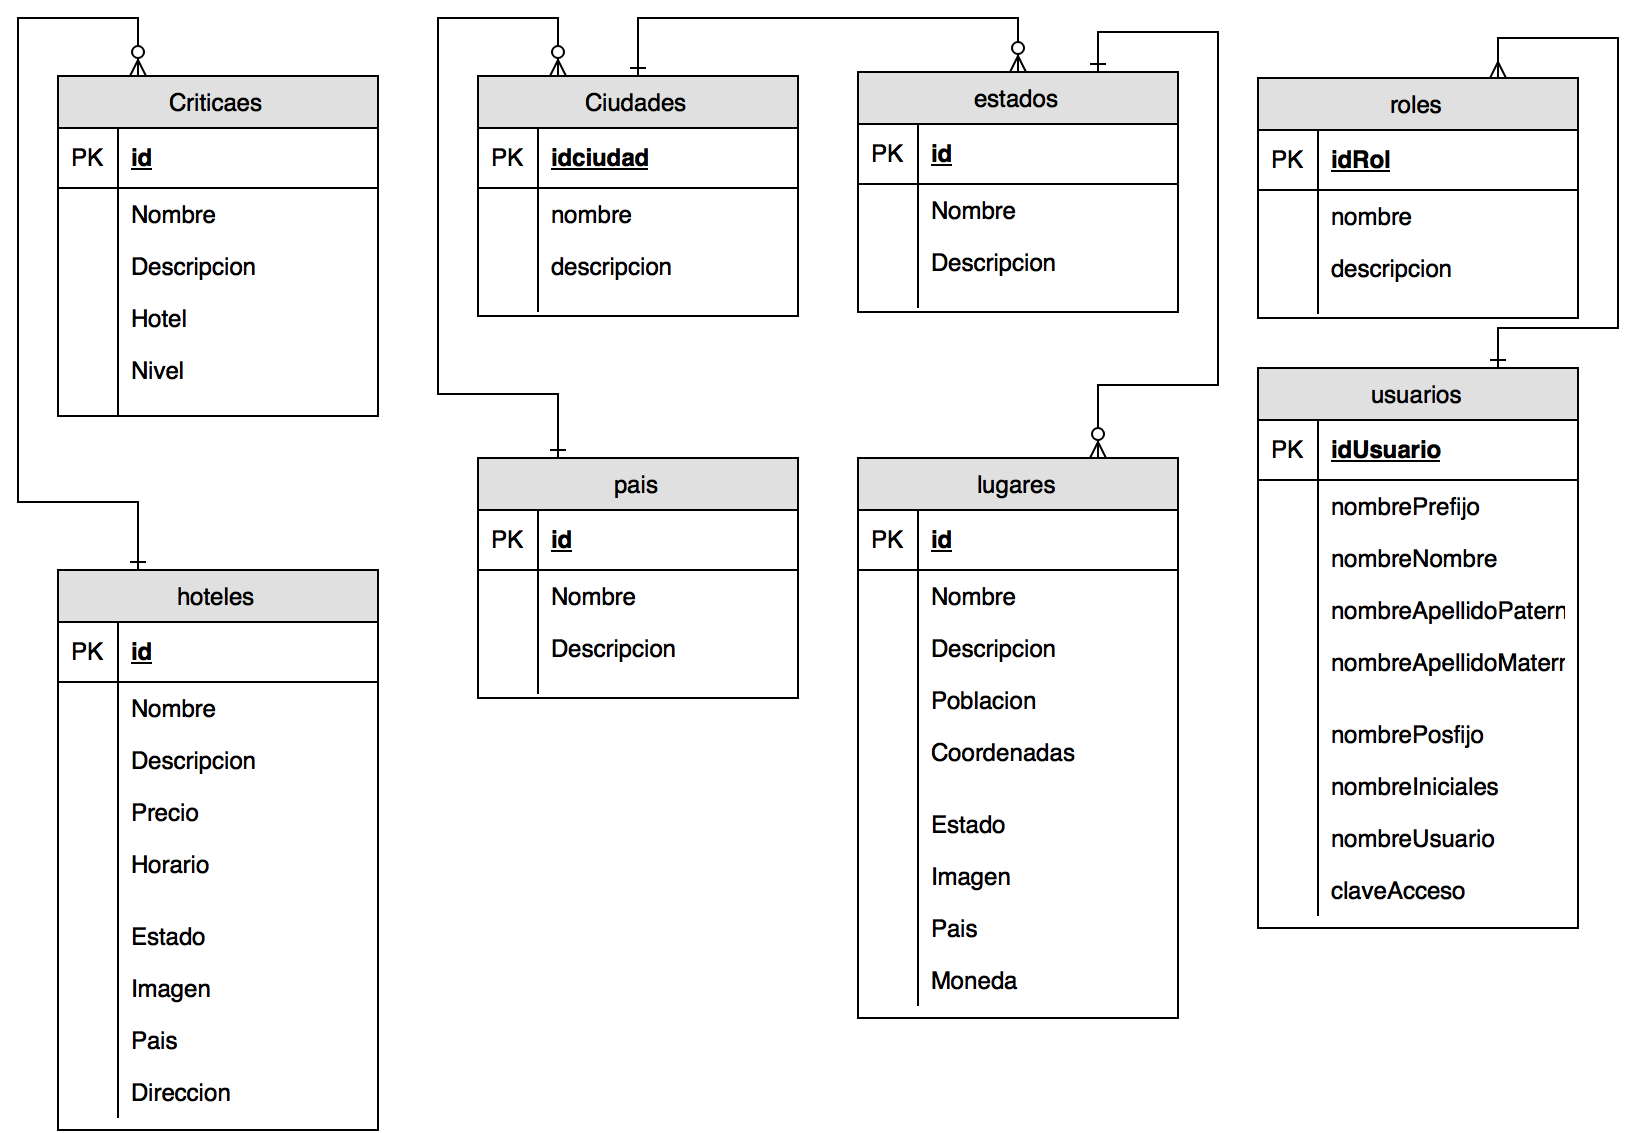 Criticaes
PK id
Nombre
Descripcion
Hotel
Nivel
Ciudades
PK idciudad
nombre
descripcion
estados
PK id
Nombre
Descripcion
roles
PK idRol
nombre
descripcion
hoteles
PK id
Nombre
Descripcion
Precio
Horario
Estado
Imagen
Pais
Direccion
pais
PK id
Nombre
Descripcion
lugares
PK id
Nombre
Descripcion
Poblacion
Coordenadas
Estado
Imagen
Pais
Moneda
usuarios
PK idUsuario
nombrePrefijo
nombreNombre
nombreApellidoPatern
nombreApellidoMater
nombrePosfijo
nombreIniciales
nombreUsuario
claveAcceso